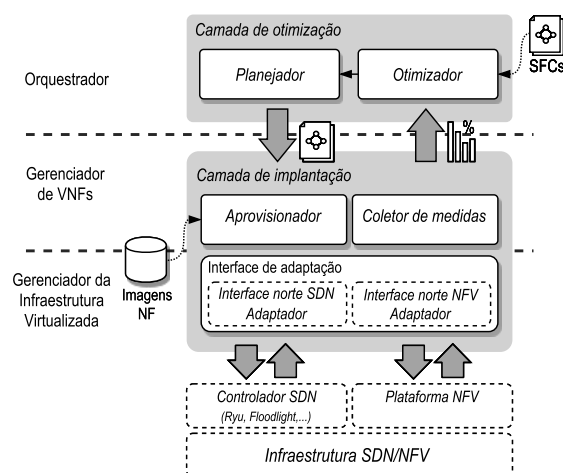 Camada de otimização
Planejador
Otimizador
SFCs
Orquestrador
%
Gerenciador
de VNFs
Camada de implantação
Aprovisionador
Coletor de medidas
Imagens
NF
Gerenciador da
Infraestrutura
Virtualizada
Interface de adaptação
Interface norte SDN
Adaptador
Interface norte NFV
Adaptador
Controlador SDN
(Ryu, Floodlight,...)
Plataforma NFV
Infraestrutura SDN/NFV